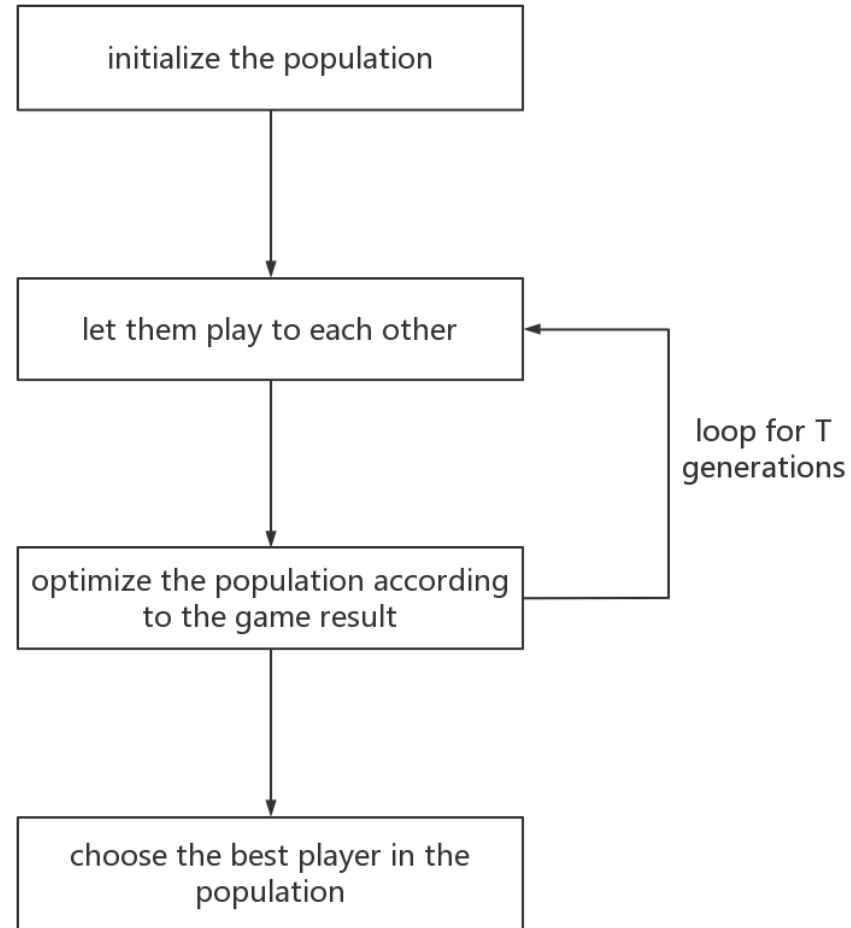 initialize the population
let them play to each other
loop for T
generations
optimize the population according
to the game result
choose the best player in the
population